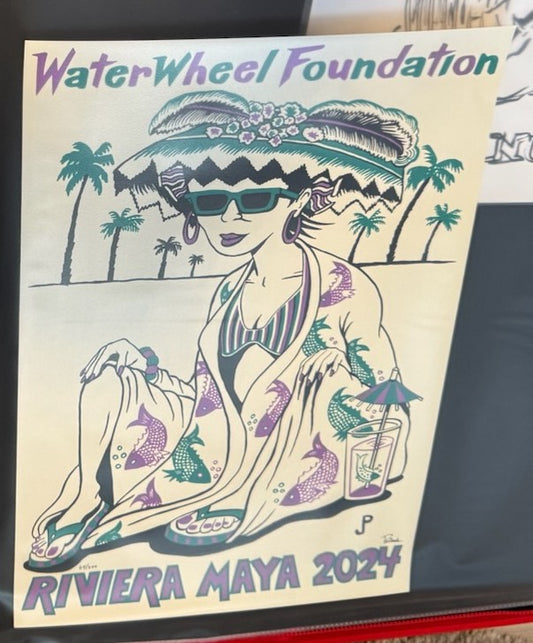 WaterWheel Foundation
JP
RIVIERA MAYA 2024